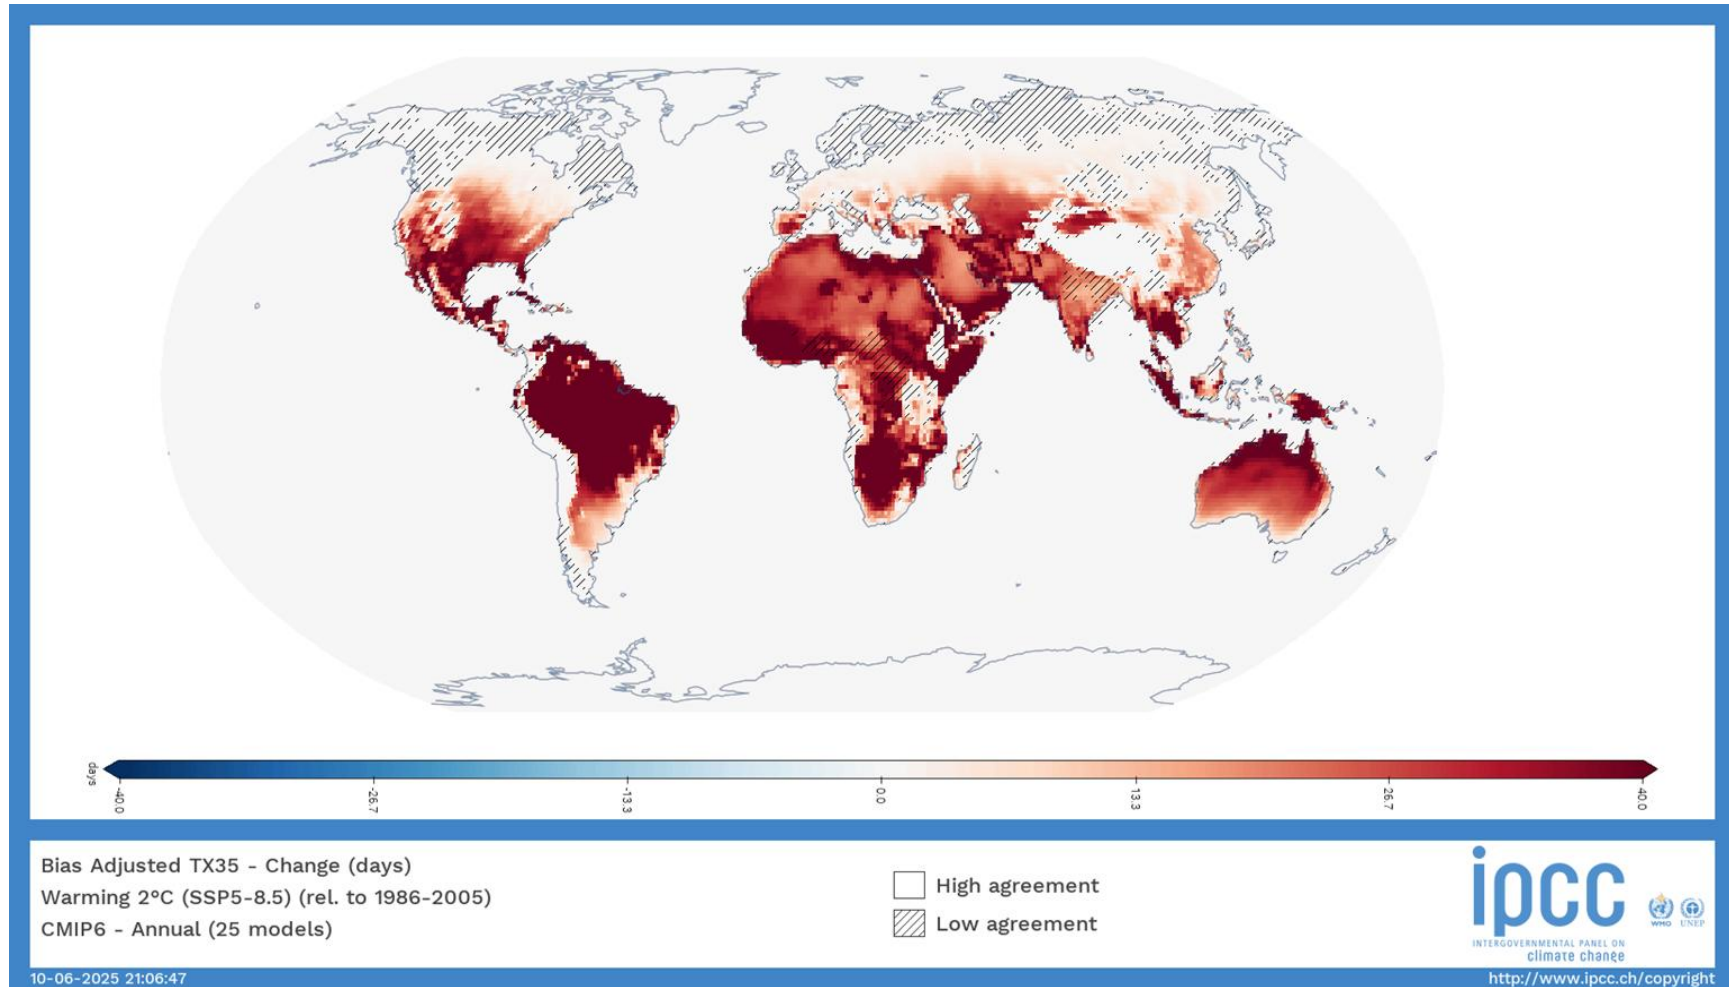 days
-40.0
-26.7
-13.3
0.0
13.3
26.7
40.0
Bias Adjusted TX35 - Change (days)
Warming 2°C (SSP5-8.5) (rel. to 1986-2005)
CMIP6 - Annual (25 models)
High agreement
Low agreement
ipcc
INTERGOVERNMENTAL PANEL ON
climate change
WMO
UNEP
10-06-2025 21:06:47
http://www.ipcc.ch/copyright